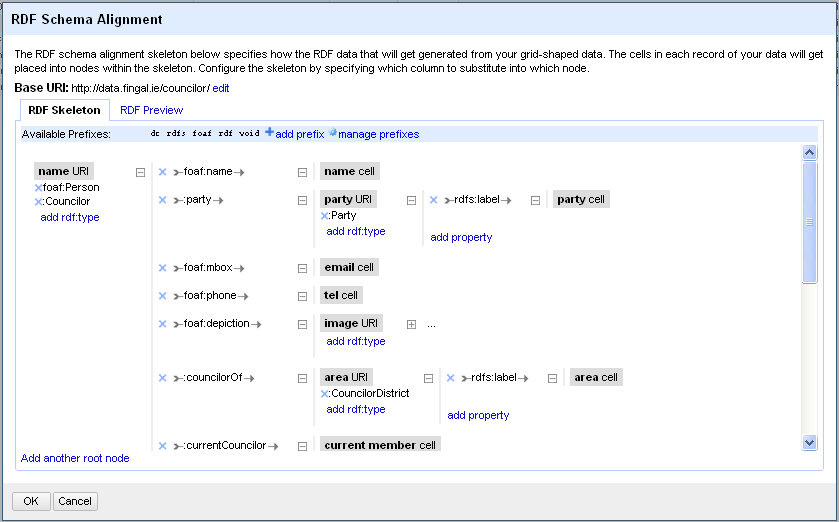 RDF Schema Alignment
The RDF schema alignment skeleton below specifies how the RDF data that will get generated from your grid-shaped data. The cells in each record of your data will get
placed into nodes within the skeleton. Configure the skeleton by specifying which column to substitute into which node.
Base URI: http://data.fingal.ie/councilor/ edit
RDF Skeleton RDF Preview
Available Prefixes: dc rdfs foaf rdf void add prefix manage prefixes
name URI foaf:name name cell
foaf:Person
:Councilor :party party URI rdfs:label party cell
add rdf:type :Party
add rdf:type
add property
foaf:mbox email cell
foaf:phone tel cell
foaf:depiction image URI ...
add rdf:type
:councilorOf area URI rdfs:label area cell
:CouncilorDistrict
add rdf:type add property
:currentCouncilor current member cell
Add another root node
OK Cancel